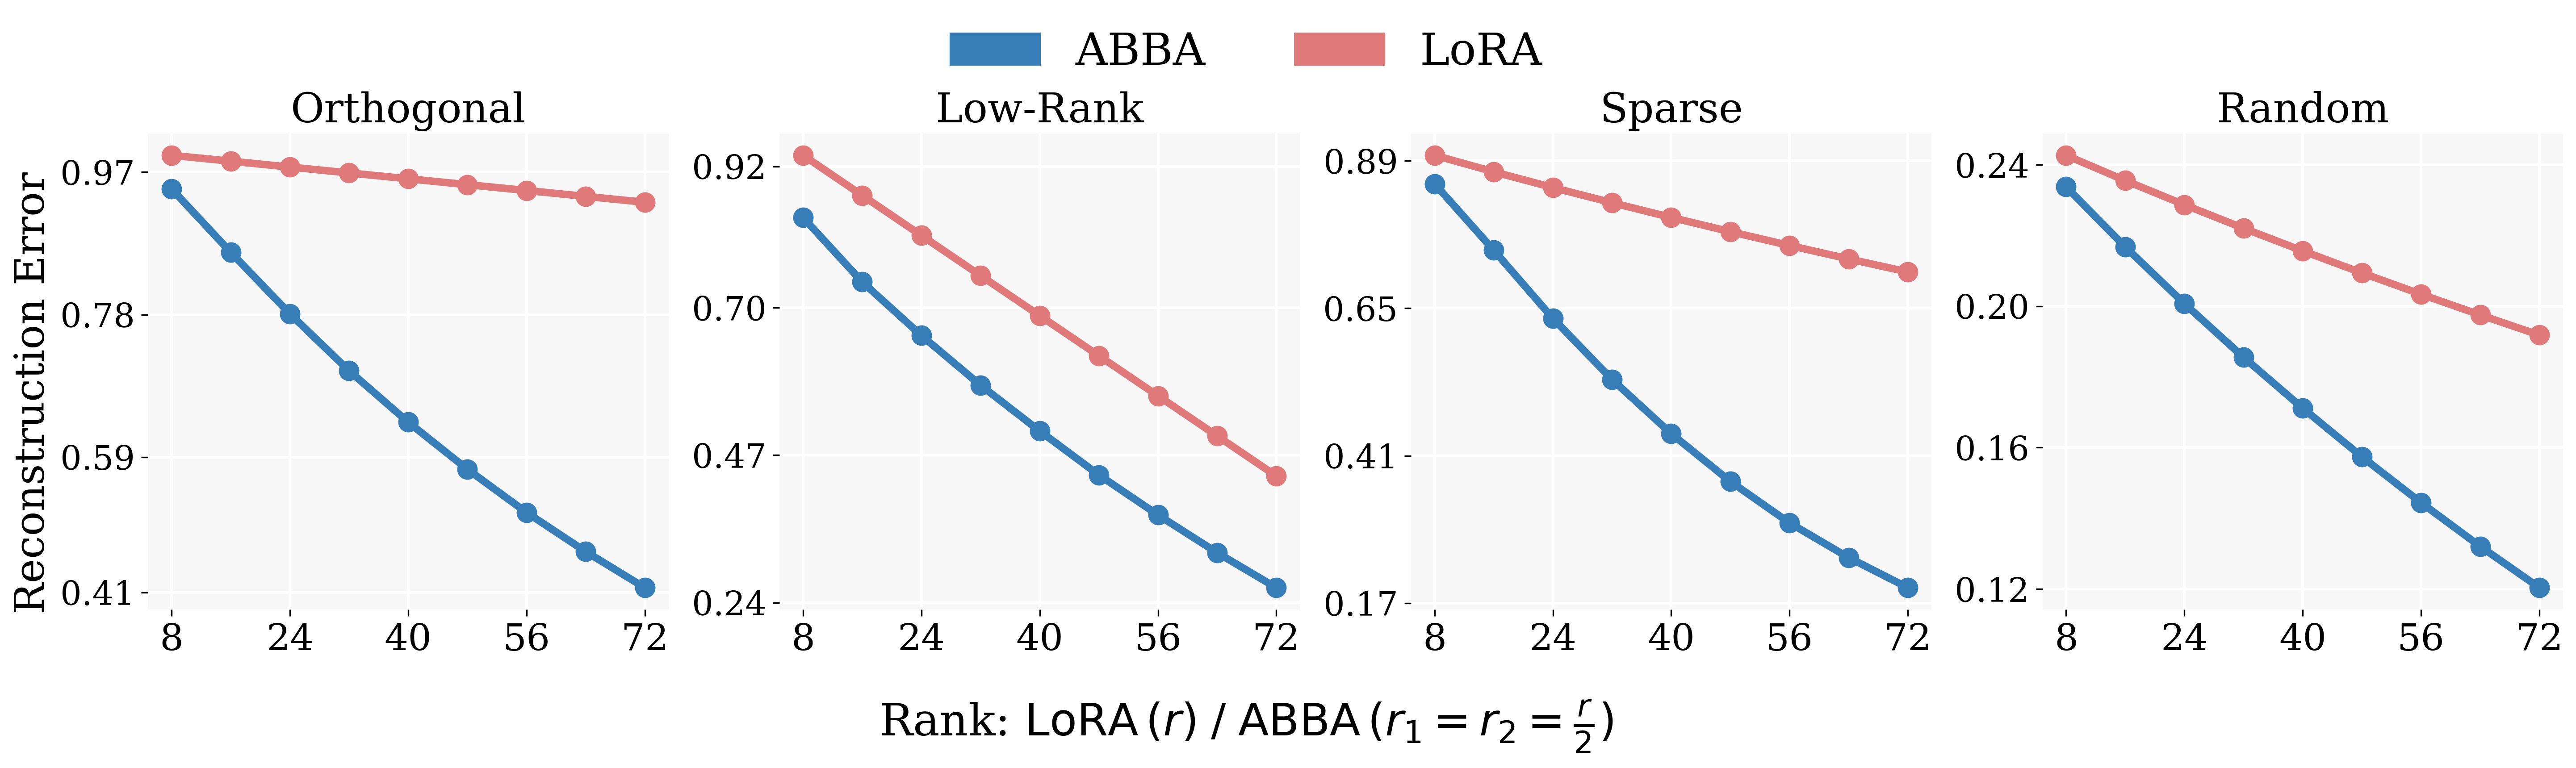 ABBA LoRA
Orthogonal Low-Rank Sparse Random
Reconstruction Error
0.97
0.78
0.59
0.41
8 24 40 56 72
0.92
0.70
0.47
0.24
8 24 40 56 72
0.89
0.65
0.41
0.17
8 24 40 56 72
0.24
0.20
0.16
0.12
8 24 40 56 72
Rank: LoRA (r) / ABBA (r₁ = r₂ = r/2)